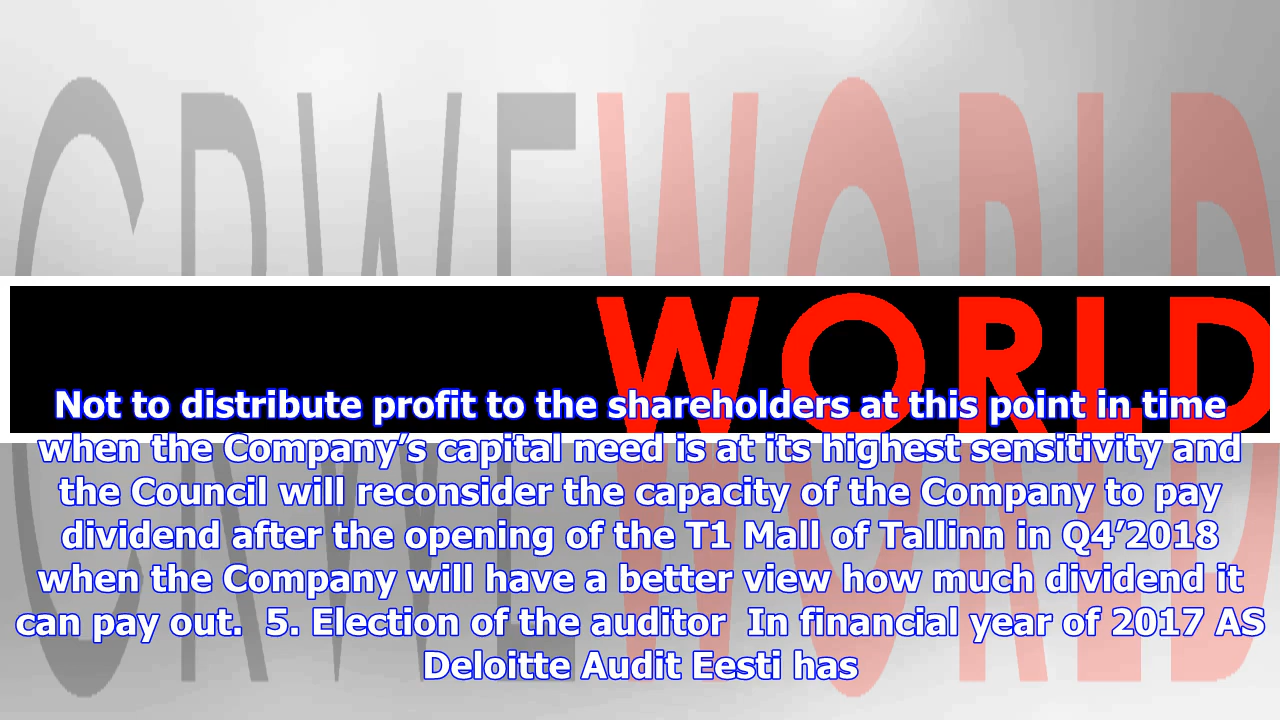 CRWE WORLD
WORLD
Not to distribute profit to the shareholders at this point in time
when the Company’s capital need is at its highest sensitivity and
the Council will reconsider the capacity of the Company to pay
dividend after the opening of the T1 Mall of Tallinn in Q4’2018
when the Company will have a better view how much dividend it
can pay out.  5. Election of the auditor  In financial year of 2017 AS
Deloitte Audit Eesti has